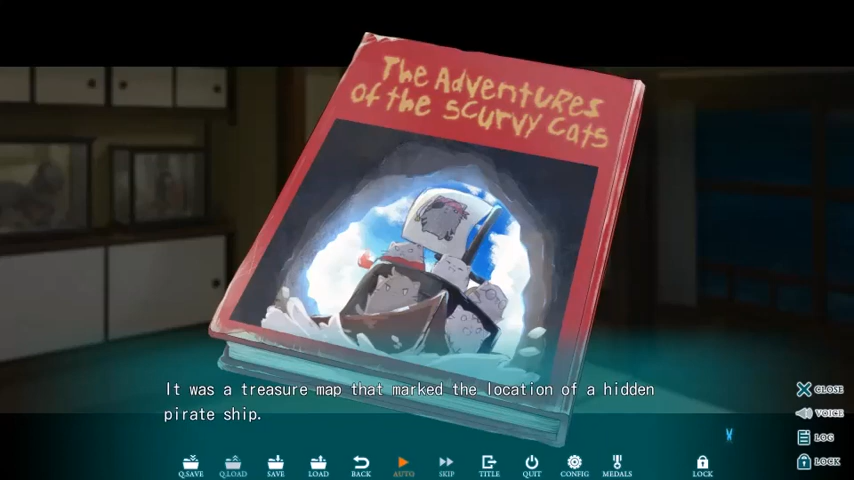 The Adventures
of the Scurvy Cats
It was a treasure map that marked the location of a hidden
pirate ship.
CLOSE
VOICE
LOG
LOCK
Q.SAVE Q.LOAD SAVE LOAD BACK AUTO SKIP TITLE QUIT CONFIG MEDALS LOCK